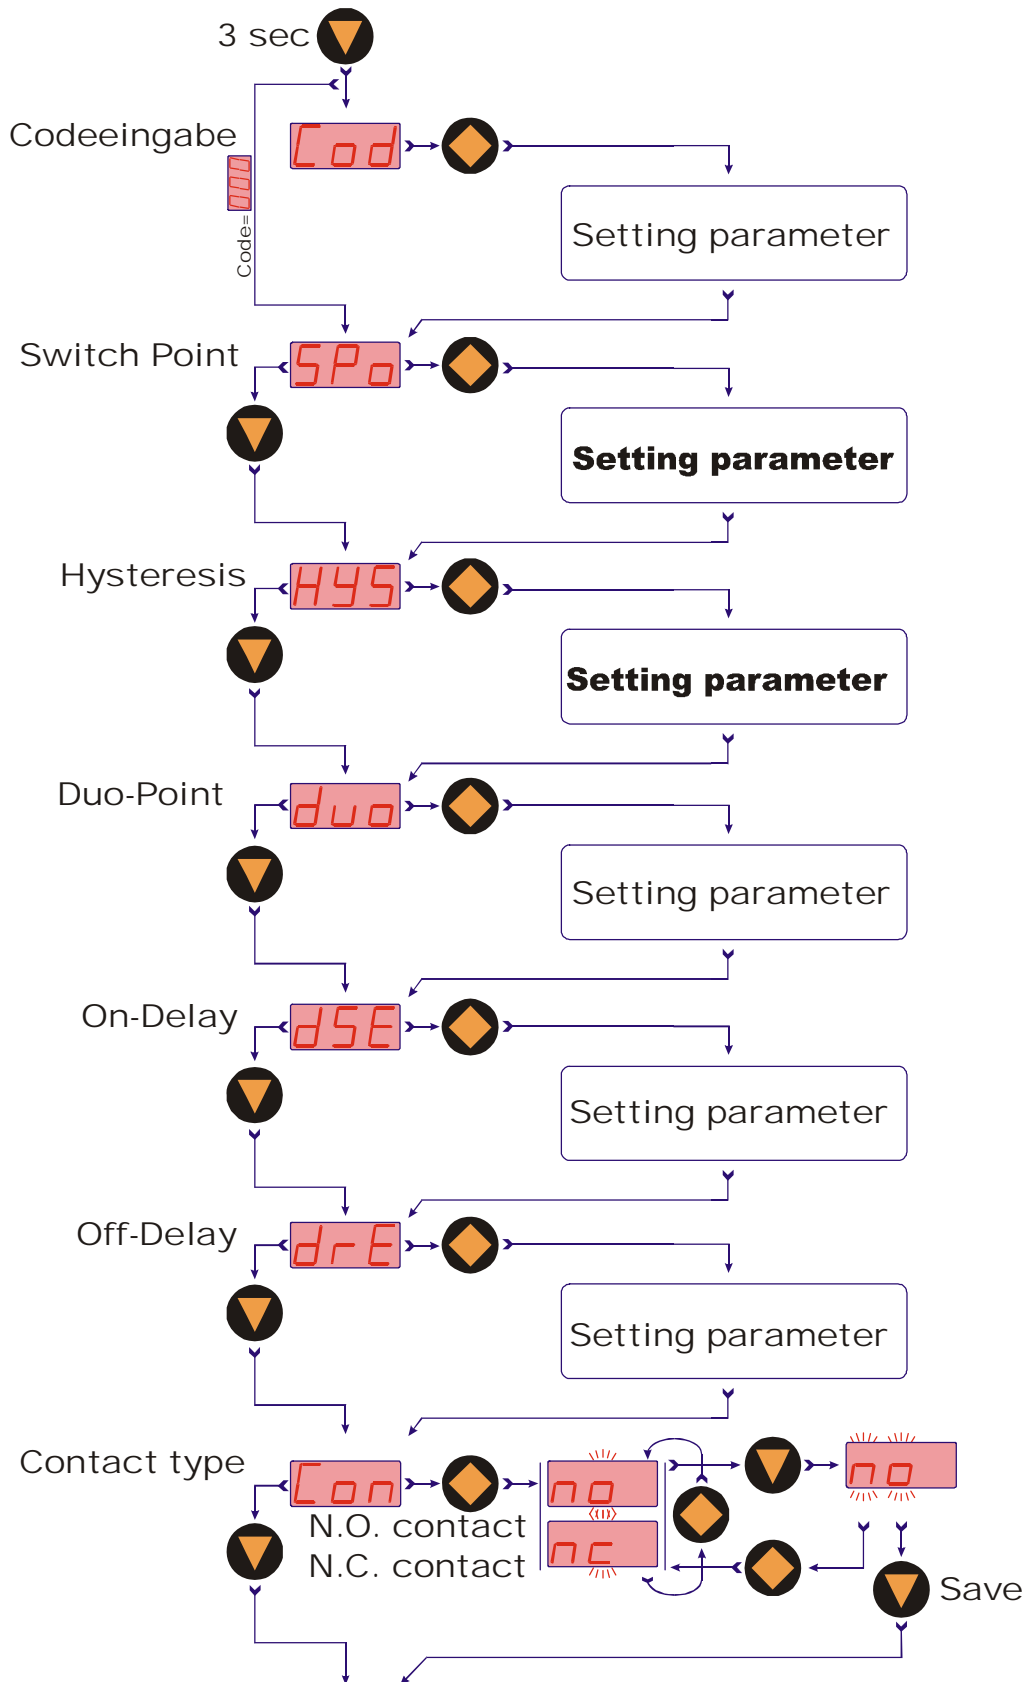 3 sec
Codeeingabe
Cod
Code=
000
Setting parameter
Switch Point
SPo
Setting parameter
Hysteresis
HYS
Setting parameter
Duo-Point
duo
Setting parameter
On-Delay
dSE
Setting parameter
Off-Delay
drE
Setting parameter
Contact type
Con
no
no
N.O. contact
nc
N.C. contact
Save